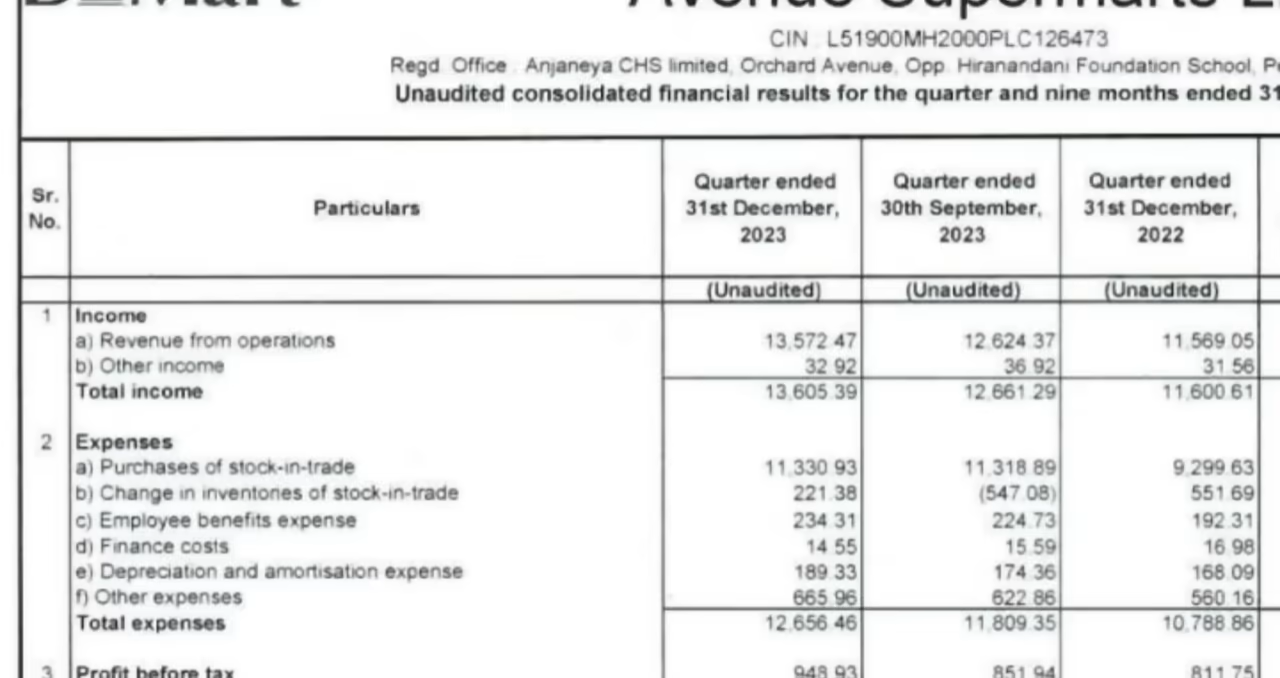 CIN : L51900MH2000PLC126473
Regd. Office : Anjaneya CHS limited, Orchard Avenue, Opp. Hiranandani Foundation School,
Unaudited consolidated financial results for the quarter and nine months ended 31
Sr. No. Particulars Quarter ended 31st December, 2023 Quarter ended 30th September, 2023 Quarter ended 31st December, 2022
(Unaudited) (Unaudited) (Unaudited)
1 Income
a) Revenue from operations 13,572.47 12,624.37 11,569.05
b) Other income 32.92 36.92 31.56
Total income 13,605.39 12,661.29 11,600.61
2 Expenses
a) Purchases of stock-in-trade 11,330.93 11,318.89 9,299.63
b) Change in inventories of stock-in-trade 221.38 (547.08) 551.69
c) Employee benefits expense 234.31 224.73 192.31
d) Finance costs 14.55 15.59 16.98
e) Depreciation and amortisation expense 189.33 174.36 168.09
f) Other expenses 665.96 622.86 560.16
Total expenses 12,656.46 11,809.35 10,788.86
3 Profit before tax 948.93 851.94 811.75